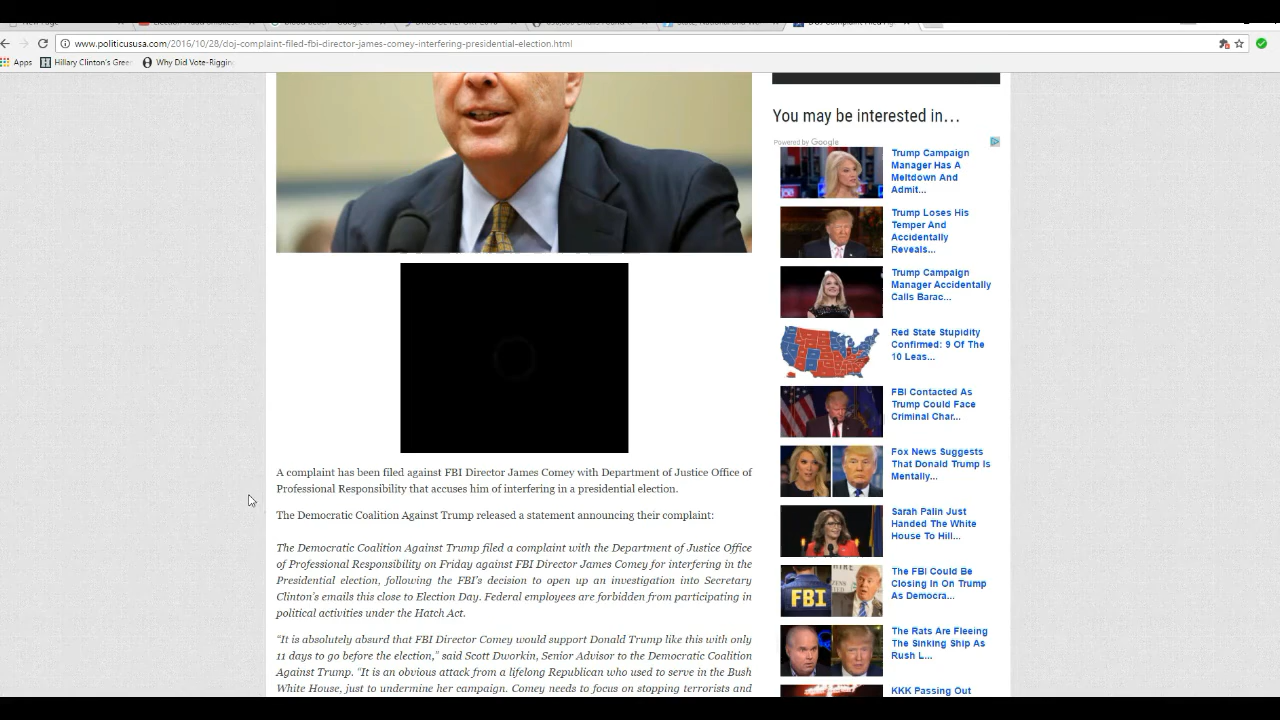 www.politicususa.com/2016/10/28/doj-complaint-filed-fbi-director-james-comey-interfering-presidential-election.html
Apps Hillary Clinton's Gree Why Did Vote-Riggin
You may be interested in…
Powered by Google
Trump Campaign
Manager Has A
Meltdown And
Admit...
Trump Loses His
Temper And
Accidentally
Reveals...
Trump Campaign
Manager Accidentally
Calls Barac...
Red State Stupidity
Confirmed: 9 Of The
10 Leas...
FBI Contacted As
Trump Could Face
Criminal Char...
Fox News Suggests
That Donald Trump Is
Mentally...
Sarah Palin Just
Handed The White
House To Hill...
FBI
The FBI Could Be
Closing In On Trump
As Democra...
The Rats Are Fleeing
The Sinking Ship As
Rush L...
KKK Passing Out
A complaint has been filed against FBI Director James Comey with Department of Justice Office of
Professional Responsibility that accuses him of interfering in a presidential election.
The Democratic Coalition Against Trump released a statement announcing their complaint:
The Democratic Coalition Against Trump filed a complaint with the Department of Justice Office
of Professional Responsibility on Friday against FBI Director James Comey for interfering in the
Presidential election, following the FBI's decision to open up an investigation into Secretary
Clinton's emails this close to Election Day. Federal employees are forbidden from participating in
political activities under the Hatch Act.
"It is absolutely absurd that FBI Director Comey would support Donald Trump like this with only
11 days to go before the election," said Scott Dworkin, Senior Advisor to the Democratic Coalition
Against Trump. "It is an obvious attack from a lifelong Republican who used to serve in the Bush
White House, just to undermine her campaign. Comey needs to focus on stopping terrorists and